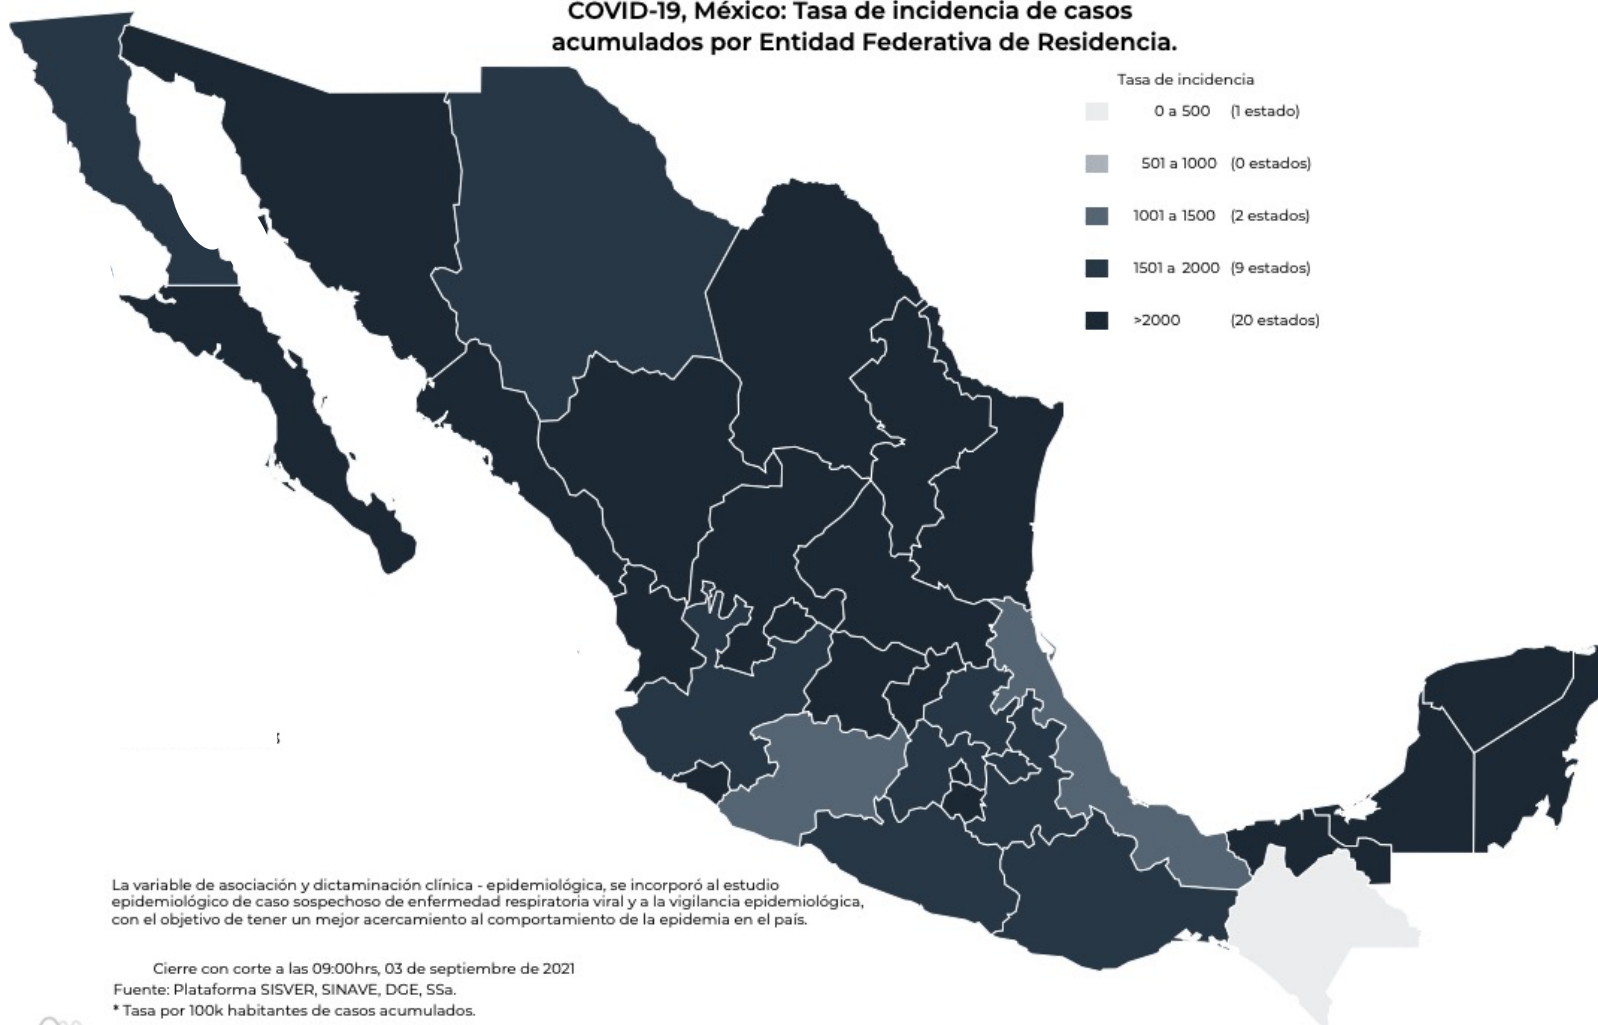 COVID-19, México: Tasa de incidencia de casos
acumulados por Entidad Federativa de Residencia.
Tasa de incidencia
0 a 500 (1 estado)
501 a 1000 (0 estados)
1001 a 1500 (2 estados)
1501 a 2000 (9 estados)
>2000 (20 estados)
La variable de asociación y dictaminación clínica - epidemiológica, se incorporó al estudio
epidemiológico de caso sospechoso de enfermedad respiratoria viral y a la vigilancia epidemiológica,
con el objetivo de tener un mejor acercamiento al comportamiento de la epidemia en el país.
Cierre con corte a las 09:00hrs, 03 de septiembre de 2021
Fuente: Plataforma SISVER, SINAVE, DGE, SSa.
* Tasa por 100k habitantes de casos acumulados.